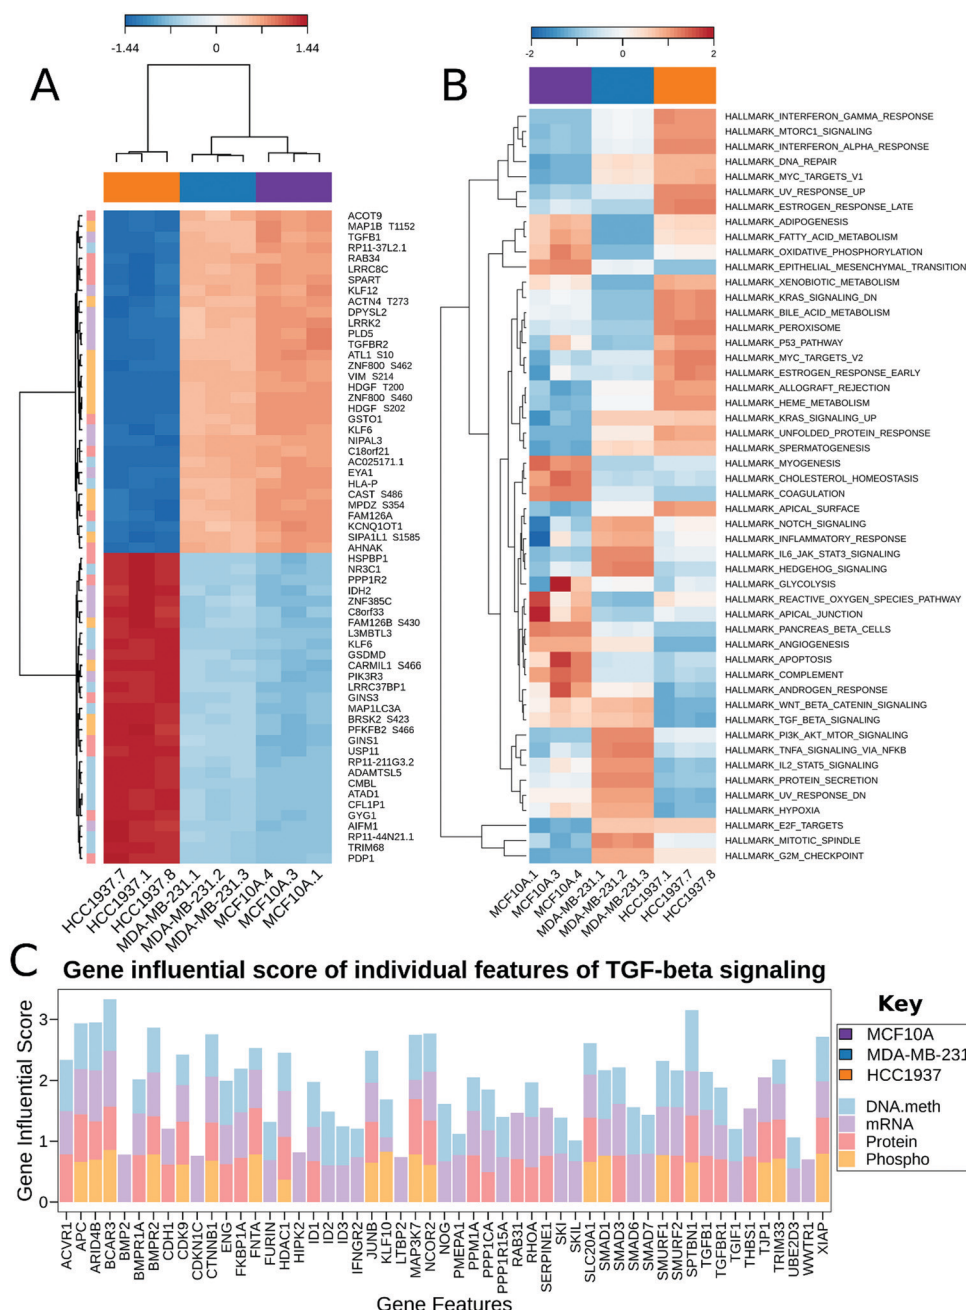 -1.44 0 1.44
A
ACOT9
MAP1B T1152
TGFB1
RP11-37L2.1
RAB34
LRRC8C
SPART
KLF12
ACTN4 T273
DPYSL2
LRRK2
PLD5
TGFBR2
ATL1 S10
ZNF800 S462
VIM S214
HDGF T200
ZNF800 S460
HDGF S202
GSTO1
KLF6
NIPAL3
C18orf21
AC025171.1
EYA1
HLA-P
CAST S486
MPDZ S354
FAM126A
KCNQ1OT1
SIPA1L1 S1585
AHNAK
HSPBP1
NR3C1
PPP1R2
IDH2
ZNF385C
C8orf33
FAM126B S430
L3MBTL3
KLF6
GSDMD
CARMIL1 S466
PIK3R3
LRRC37BP1
GINS3
MAP1LC3A
BRSK2 S423
PFKFB2 S466
GINS1
USP11
RP11-211G3.2
ADAMTSL5
CMBL
ATAD1
CFL1P1
GYG1
AIFM1
RP11-44N21.1
TRIM68
PDP1
HCC1937.7
HCC1937.1
HCC1937.8
MDA-MB-231.1
MDA-MB-231.2
MDA-MB-231.3
MCF10A.4
MCF10A.3
MCF10A.1
-2 0 2
B
HALLMARK_INTERFERON_GAMMA_RESPONSE
HALLMARK_MTORC1_SIGNALING
HALLMARK_INTERFERON_ALPHA_RESPONSE
HALLMARK_DNA_REPAIR
HALLMARK_MYC_TARGETS_V1
HALLMARK_UV_RESPONSE_UP
HALLMARK_ESTROGEN_RESPONSE_LATE
HALLMARK_ADIPOGENESIS
HALLMARK_FATTY_ACID_METABOLISM
HALLMARK_OXIDATIVE_PHOSPHORYLATION
HALLMARK_EPITHELIAL_MESENCHYMAL_TRANSITION
HALLMARK_XENOBIOTIC_METABOLISM
HALLMARK_KRAS_SIGNALING_DN
HALLMARK_BILE_ACID_METABOLISM
HALLMARK_PEROXISOME
HALLMARK_P53_PATHWAY
HALLMARK_MYC_TARGETS_V2
HALLMARK_ESTROGEN_RESPONSE_EARLY
HALLMARK_ALLOGRAFT_REJECTION
HALLMARK_HEME_METABOLISM
HALLMARK_KRAS_SIGNALING_UP
HALLMARK_UNFOLDED_PROTEIN_RESPONSE
HALLMARK_SPERMATOGENESIS
HALLMARK_MYOGENESIS
HALLMARK_CHOLESTEROL_HOMEOSTASIS
HALLMARK_COAGULATION
HALLMARK_APICAL_SURFACE
HALLMARK_NOTCH_SIGNALING
HALLMARK_INFLAMMATORY_RESPONSE
HALLMARK_IL6_JAK_STAT3_SIGNALING
HALLMARK_HEDGEHOG_SIGNALING
HALLMARK_GLYCOLYSIS
HALLMARK_REACTIVE_OXYGEN_SPECIES_PATHWAY
HALLMARK_APICAL_JUNCTION
HALLMARK_PANCREAS_BETA_CELLS
HALLMARK_ANGIOGENESIS
HALLMARK_APOPTOSIS
HALLMARK_COMPLEMENT
HALLMARK_ANDROGEN_RESPONSE
HALLMARK_WNT_BETA_CATENIN_SIGNALING
HALLMARK_TGF_BETA_SIGNALING
HALLMARK_PI3K_AKT_MTOR_SIGNALING
HALLMARK_TNFA_SIGNALING_VIA_NFKB
HALLMARK_IL2_STAT5_SIGNALING
HALLMARK_PROTEIN_SECRETION
HALLMARK_UV_RESPONSE_DN
HALLMARK_HYPOXIA
HALLMARK_E2F_TARGETS
HALLMARK_MITOTIC_SPINDLE
HALLMARK_G2M_CHECKPOINT
MCF10A.1
MCF10A.3
MCF10A.4
MDA-MB-231.1
MDA-MB-231.2
MDA-MB-231.3
HCC1937.1
HCC1937.7
HCC1937.8
C
Gene influential score of individual features of TGF-beta signaling
Gene Influential Score
3
2
1
0
ACVR1
APC
ARID4B
BCAR3
BMP2
BMPR1A
BMPR2
CDH1
CDK9
CDKN1C
CTNNB1
ENG
FKBP1A
FNTA
FURIN
HDAC1
HIPK2
ID1
ID2
ID3
IFNGR2
JUNB
KLF10
LTBP2
MAP3K7
NCOR2
NOG
PMEPA1
PPM1A
PPP1CA
PPP1R15A
RAB31
RHOA
SERPINE1
SKI
SKIL
SLC20A1
SMAD1
SMAD3
SMAD6
SMAD7
SMURF1
SMURF2
SPTBN1
TGFB1
TGFBR1
TGIF1
THBS1
TJP1
TRIM33
UBE2D3
WWTR1
XIAP
Gene Features
Key
MCF10A
MDA-MB-231
HCC1937
DNA.meth
mRNA
Protein
Phospho